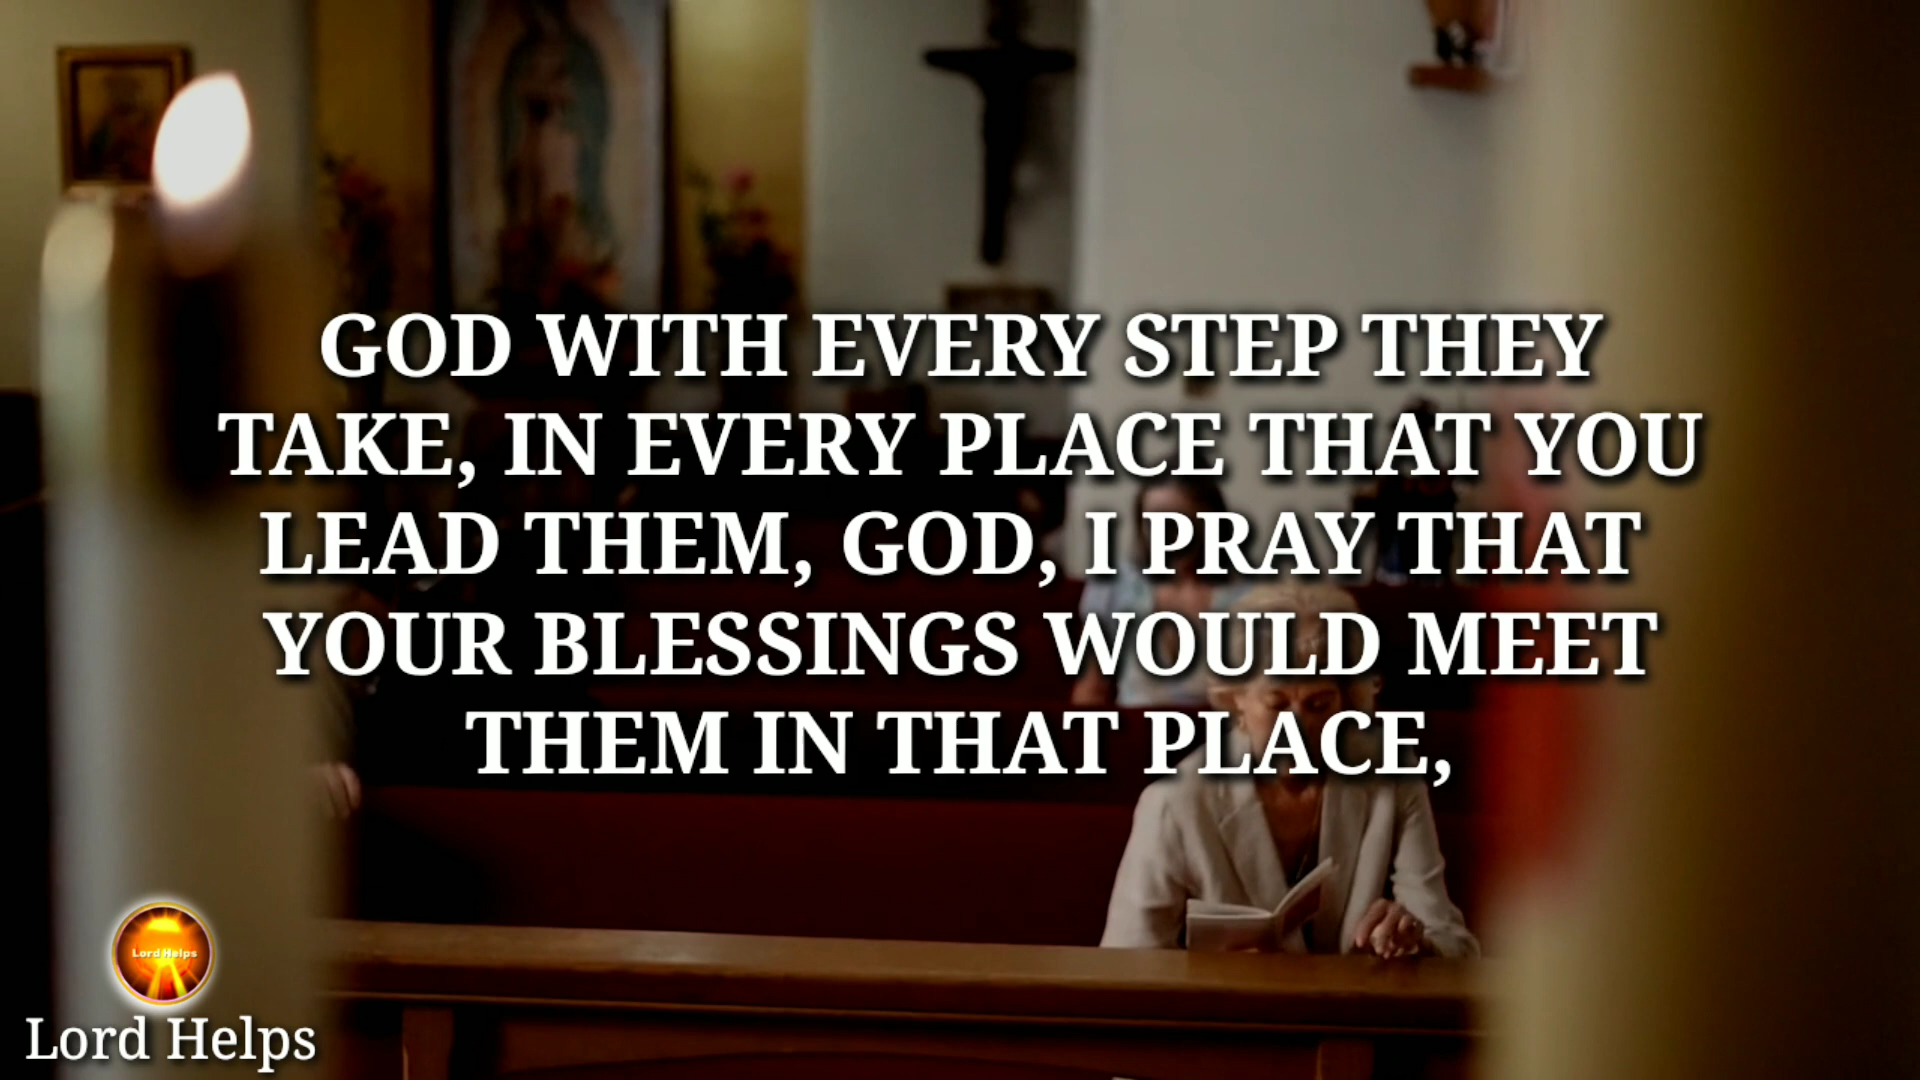 GOD WITH EVERY STEP THEY
TAKE, IN EVERY PLACE THAT YOU
LEAD THEM, GOD, I PRAY THAT
YOUR BLESSINGS WOULD MEET
THEM IN THAT PLACE,
Lord Helps
Lord Helps